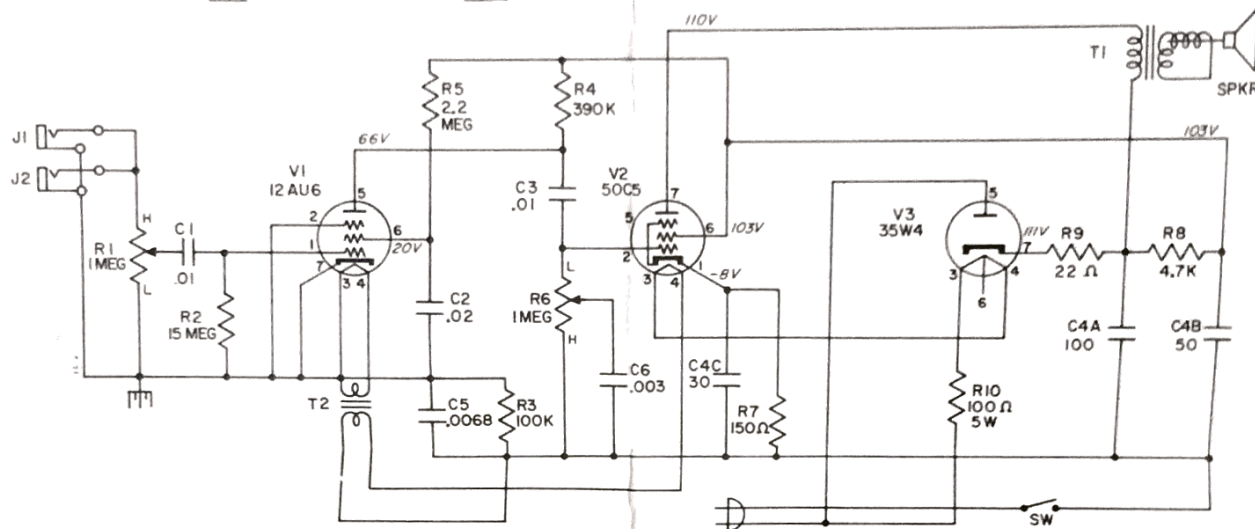 110V
T1
SPKR
R5
2.2
MEG
R4
390K
J1
J2
66V
103V
V1
12AU6
5
2
6
1
20V
7
3 4
C3
.01
V2
50C5
7
5
6
103V
2
1
3
4
-8V
V3
35W4
5
111V
7
3
4
6
R9
22 Ω
R8
4.7K
H
R1
1MEG
L
C1
.01
R2
15 MEG
C2
.02
L
R6
1MEG
H
C4A
100
C4B
50
T2
C5
.0068
R3
100K
C6
.003
C4C
30
R7
150Ω
R10
100 Ω
5W
SW